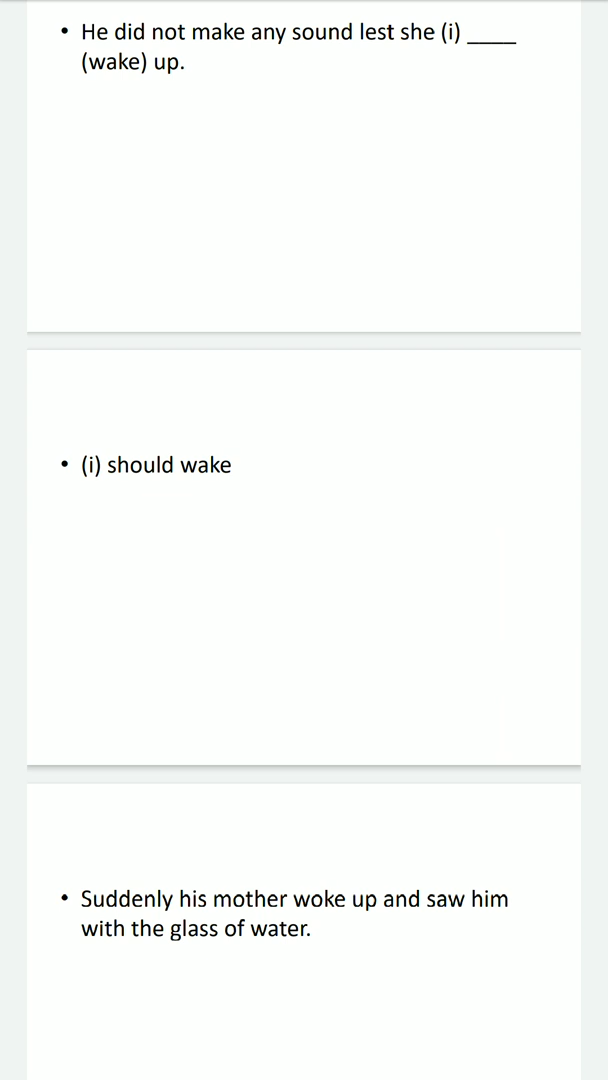 • He did not make any sound lest she (i) ____
(wake) up.
• (i) should wake
• Suddenly his mother woke up and saw him
with the glass of water.